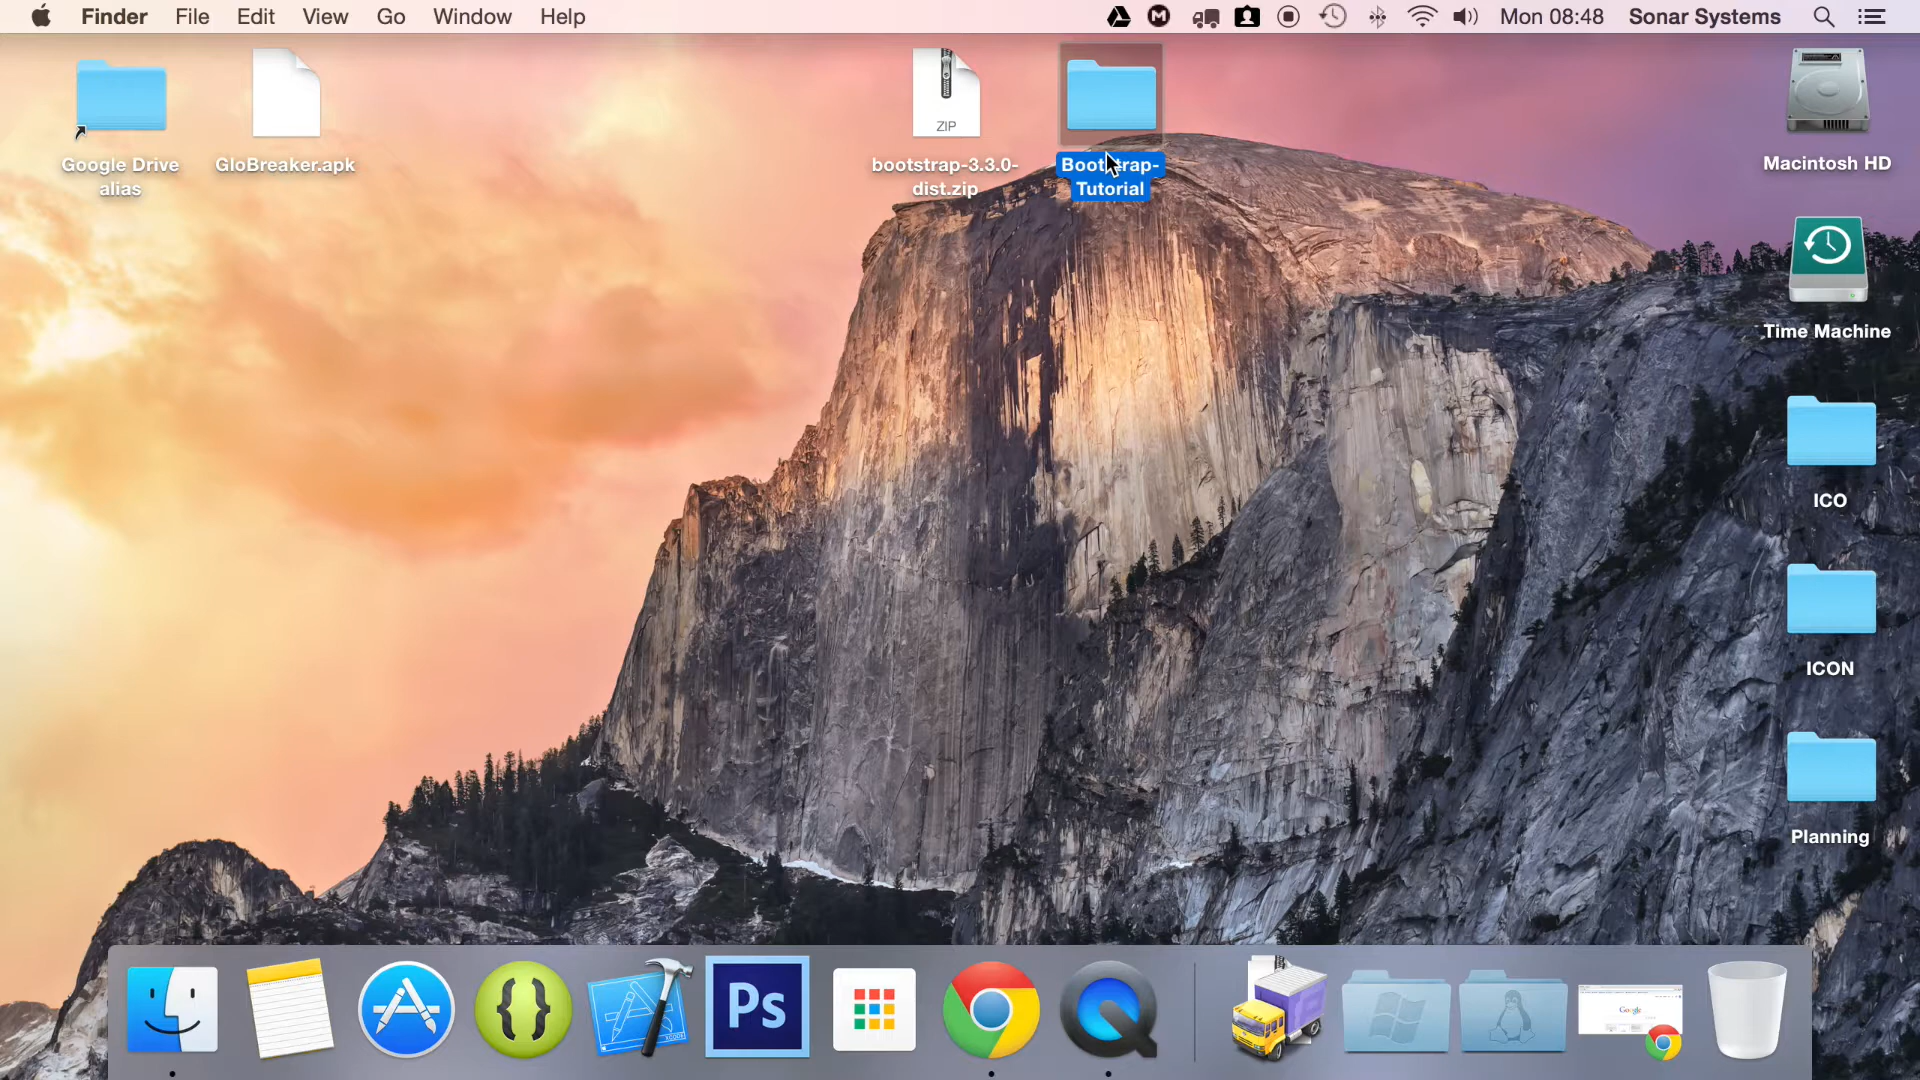 Finder File Edit View Go Window Help Mon 08:48 Sonar Systems
Google Drive
alias
GloBreaker.apk
ZIP
bootstrap-3.3.0-
dist.zip
Bootstrap-
Tutorial
Macintosh HD
Time Machine
ICO
ICON
Planning
Ps
Google